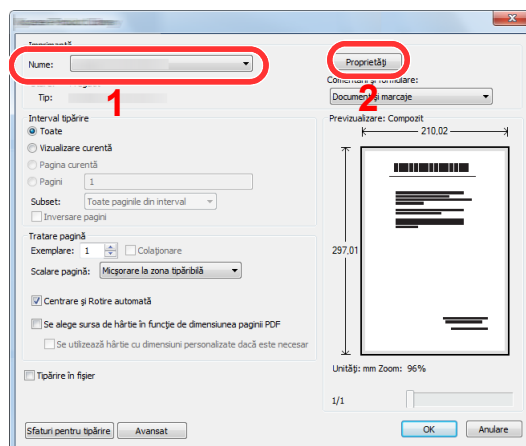 Imprimantă
Nume:
Proprietăţi
1
2
Comentarii şi formulare:
Tip:
Document şi marcaje
Interval tipărire
Previzualizare: Compozit
Toate
210,02
Vizualizare curentă
Pagina curentă
Pagini 1
Subset: Toate paginile din interval
Inversare pagini
Tratare pagină
Exemplare: 1 Colaţionare
297,01
Scalare pagină: Micşorare la zona tipăribilă
Centrare şi Rotire automată
Se alege sursa de hârtie în funcţie de dimensiunea paginii PDF
Se utilizează hârtie cu dimensiuni personalizate dacă este necesar
Unităţi: mm Zoom: 96%
Tipărire în fişier
1/1
Sfaturi pentru tipărire Avansat OK Anulare